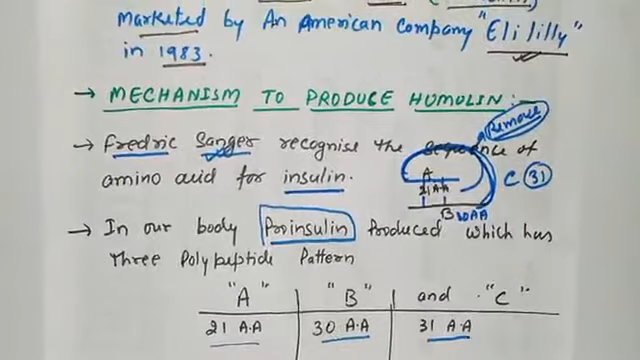 marketed by An American Company "Eli lilly"
in 1983.
→ MECHANISM TO PRODUCE HUMULIN :-
Remove
→ Fredric Sanger recognise the sequence of
amino acid for insulin.
A
21 A.A
C 31
B 30AA
→ In our body Proinsulin Produced which has
three Polypeptide Pattern
"A" "B" and "C"
21 A.A 30 A.A 31 A.A